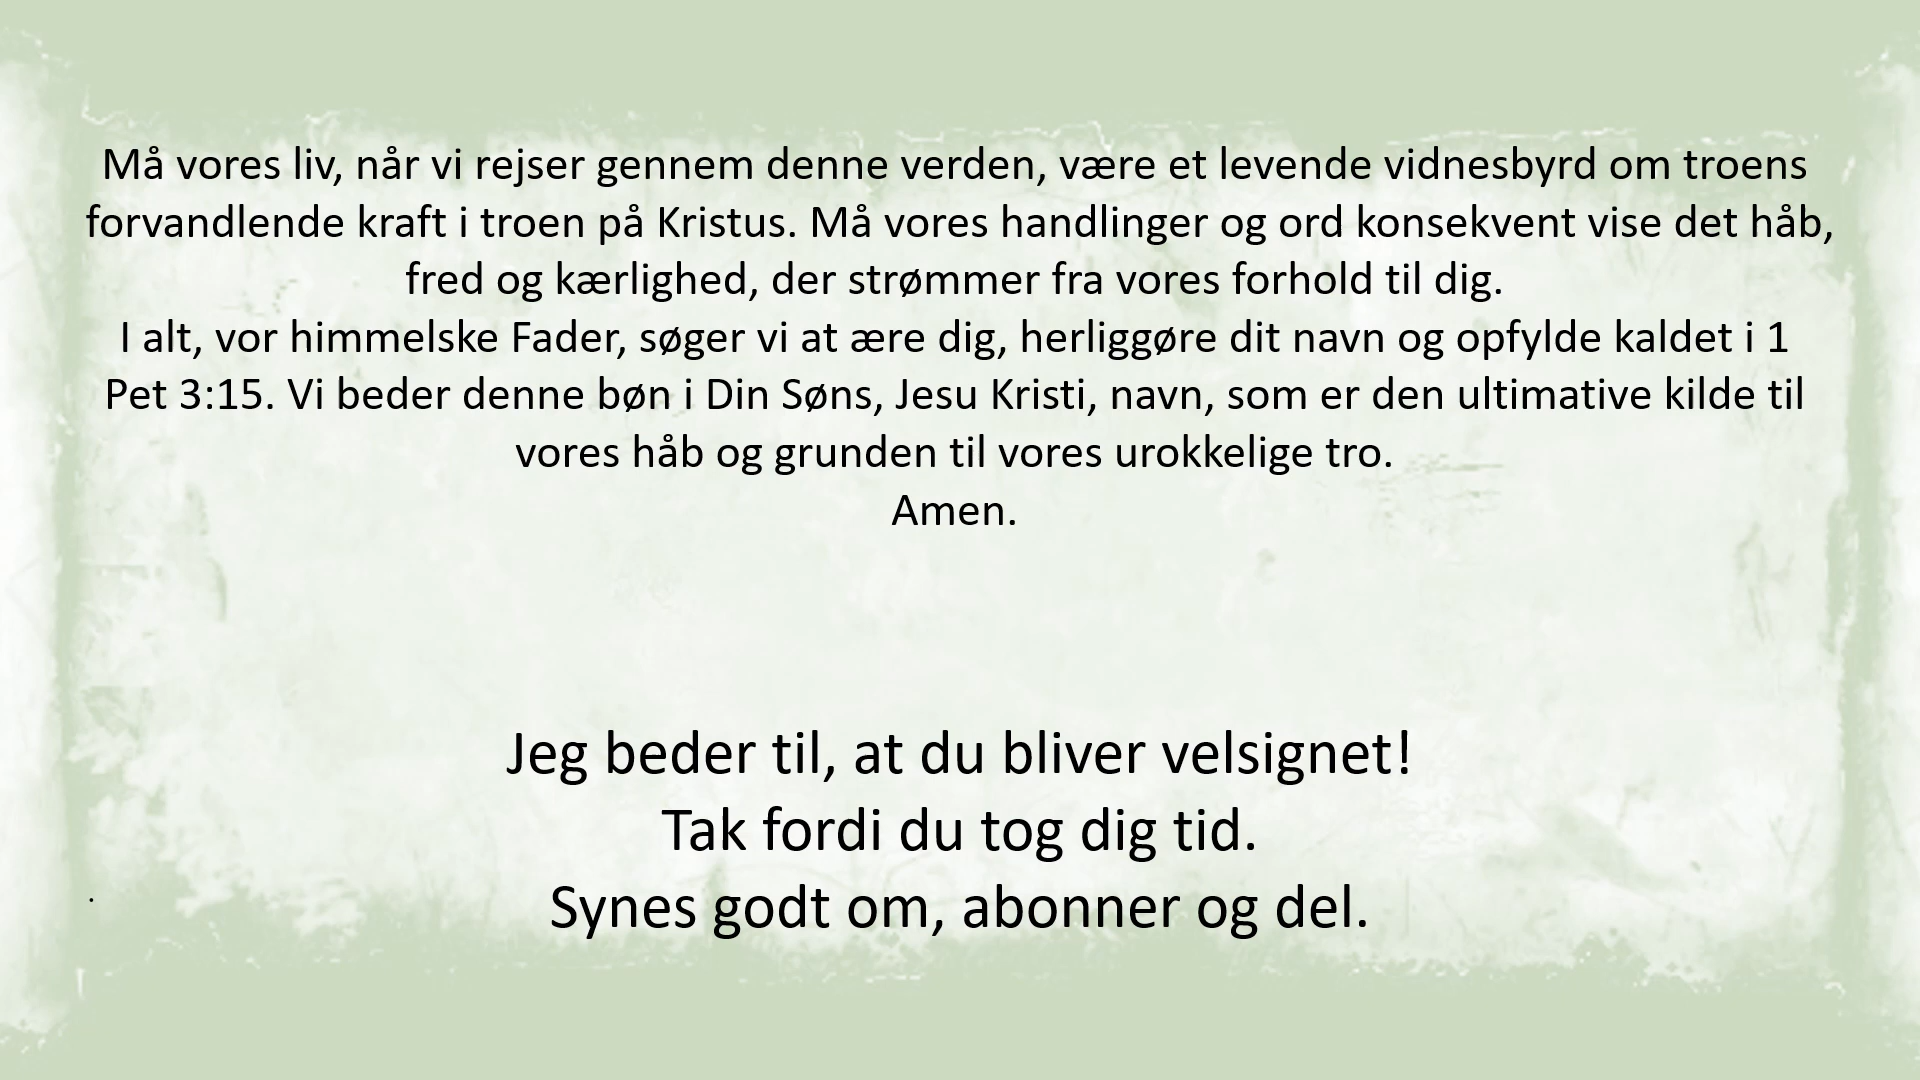 Må vores liv, når vi rejser gennem denne verden, være et levende vidnesbyrd om troens
forvandlende kraft i troen på Kristus. Må vores handlinger og ord konsekvent vise det håb,
fred og kærlighed, der strømmer fra vores forhold til dig.
I alt, vor himmelske Fader, søger vi at ære dig, herliggøre dit navn og opfylde kaldet i 1
Pet 3:15. Vi beder denne bøn i Din Søns, Jesu Kristi, navn, som er den ultimative kilde til
vores håb og grunden til vores urokkelige tro.
Amen.
Jeg beder til, at du bliver velsignet!
Tak fordi du tog dig tid.
.
Synes godt om, abonner og del.